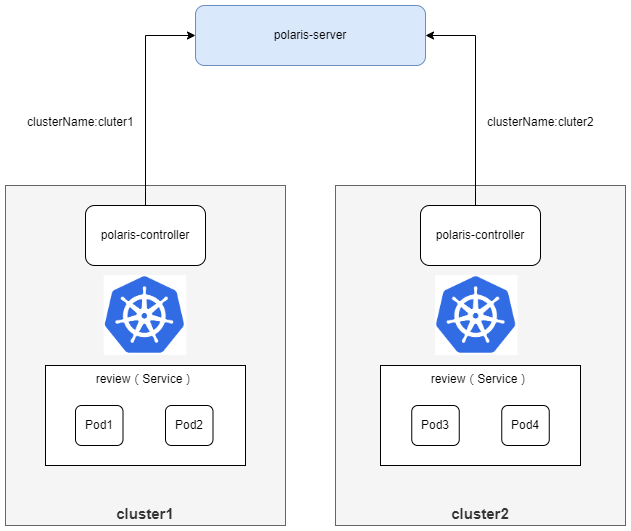 polaris-server
clusterName:cluter1
clusterName:cluter2
polaris-controller
polaris-controller
review（Service）
review（Service）
Pod1
Pod2
Pod3
Pod4
cluster1
cluster2